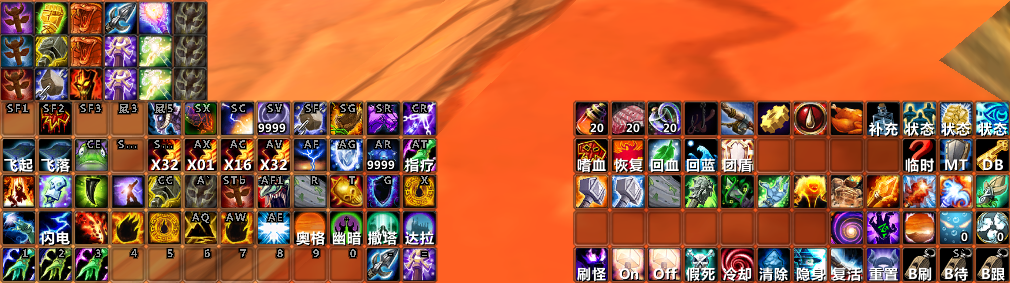 SF1 SF2 SF3 鼠3 鼠5 SX SC SV 9999 SF SG SR CR 20 20 20 补充 状态 状态 状态
飞起 飞落 CE S... S... X32 AX X01 AC X16 AV X32 AF AG AR 9999 AT 指疗 嗜血 恢复 回血 回蓝 团盾 临时 MT DB
CC A STb AF1 R T G X
闪电 AQ AW AE 奥格 幽暗 撒塔 达拉 0 0
1 2 3 4 5 6 7 8 9 0 E 刷怪 On. Off. 假死 冷却 清除 隐身 复活 重置 B刷 B待 B跟